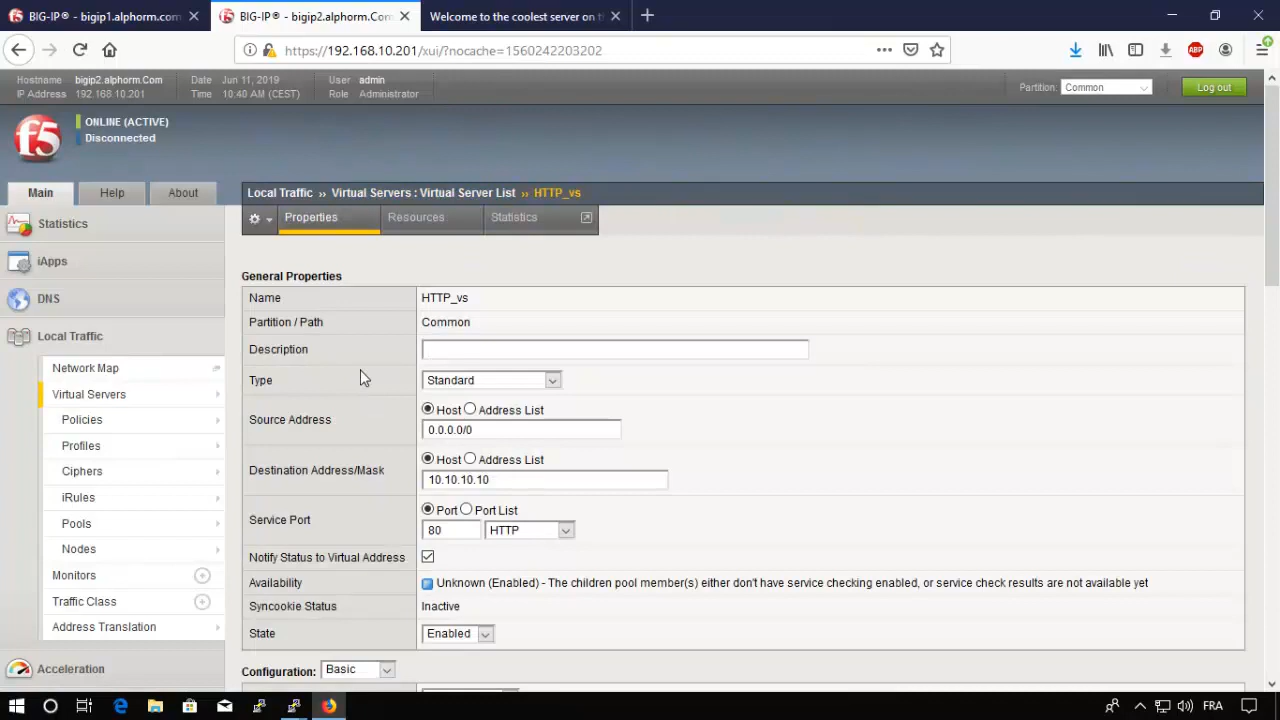 BIG-IP® - bigip1.alphorm.com
BIG-IP® - bigip2.alphorm.Com
Welcome to the coolest server on t
https://192.168.10.201/xui/?nocache=1560242203202
ABP
Hostname bigip2.alphorm.Com Date Jun 11, 2019 User admin
IP Address 192.168.10.201 Time 10:40 AM (CEST) Role Administrator
Partition: Common
Log out
f5
ONLINE (ACTIVE)
Disconnected
Main Help About
Local Traffic ›› Virtual Servers : Virtual Server List ›› HTTP_vs
Properties Resources Statistics
Statistics
iApps
DNS
Local Traffic
Network Map
Virtual Servers
Policies
Profiles
Ciphers
iRules
Pools
Nodes
Monitors
Traffic Class
Address Translation
Acceleration
General Properties
Name HTTP_vs
Partition / Path Common
Description
Type Standard
Source Address Host Address List
0.0.0.0/0
Destination Address/Mask Host Address List
10.10.10.10
Service Port Port Port List
80 HTTP
Notify Status to Virtual Address
Availability Unknown (Enabled) - The children pool member(s) either don't have service checking enabled, or service check results are not available yet
Syncookie Status Inactive
State Enabled
Configuration: Basic
FRA